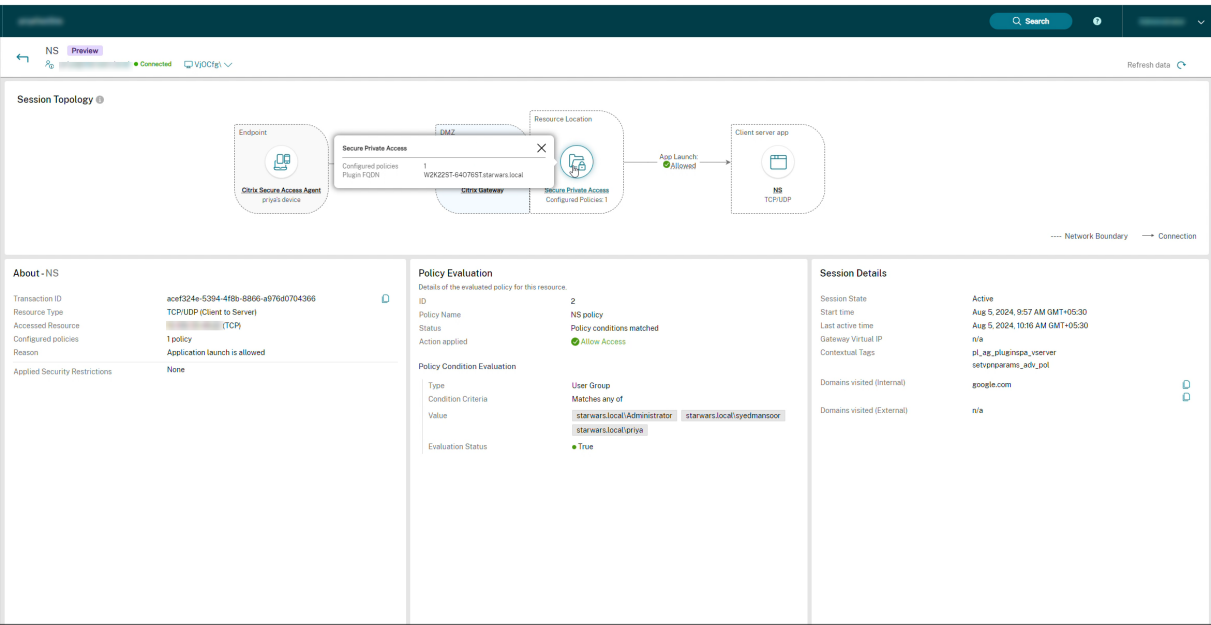 Search
?
NS Preview
Connected VjOCfg\
Refresh data
Session Topology
Endpoint
DMZ
Resource Location
Client server app
Secure Private Access
Configured policies 1
Plugin FQDN W2K22ST-64076ST.starwars.local
App Launch:
Allowed
Citrix Secure Access Agent
priya's device
Citrix Gateway
Secure Private Access
Configured Policies: 1
NS
TCP/UDP
Network Boundary Connection
About - NS
Transaction ID acef324e-5394-4f8b-8866-a976d0704366
Resource Type TCP/UDP (Client to Server)
Accessed Resource (TCP)
Configured policies 1 policy
Reason Application launch is allowed
Applied Security Restrictions None
Policy Evaluation
Details of the evaluated policy for this resource.
ID 2
Policy Name NS policy
Status Policy conditions matched
Action applied Allow Access
Policy Condition Evaluation
Type User Group
Condition Criteria Matches any of
Value starwars.local\Administrator starwars.local\syedmansoor
starwars.local\priya
Evaluation Status True
Session Details
Session State Active
Start time Aug 5, 2024, 9:57 AM GMT+05:30
Last active time Aug 5, 2024, 10:16 AM GMT+05:30
Gateway Virtual IP n/a
Contextual Tags pl_ag_pluginspa_vserver
setvpnparams_adv_pol
Domains visited (Internal) google.com
Domains visited (External) n/a